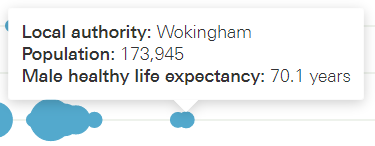 Local authority: Wokingham
Population: 173,945
Male healthy life expectancy: 70.1 years